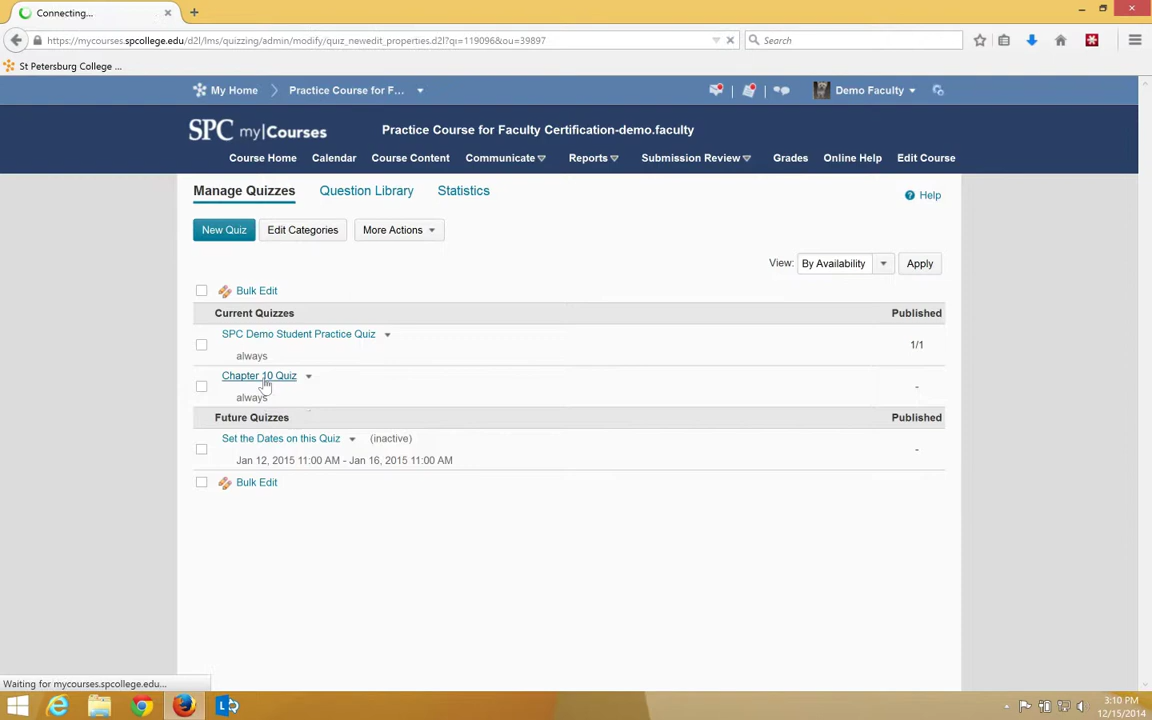 Connecting...
https://mycourses.spcollege.edu/d2l/lms/quizzing/admin/modify/quiz_newedit_properties.d2l?qi=119096&ou=39897
Search
St Petersburg College ...
My Home Practice Course for F... Demo Faculty
SPC my|Courses Practice Course for Faculty Certification-demo.faculty
Course Home Calendar Course Content Communicate Reports Submission Review Grades Online Help Edit Course
Manage Quizzes Question Library Statistics Help
New Quiz Edit Categories More Actions
View: By Availability Apply
Bulk Edit
Current Quizzes Published
SPC Demo Student Practice Quiz
1/1
always
Chapter 10 Quiz
-
always
Future Quizzes Published
Set the Dates on this Quiz (inactive)
-
Jan 12, 2015 11:00 AM - Jan 16, 2015 11:00 AM
Bulk Edit
Waiting for mycourses.spcollege.edu...
3:10 PM
12/15/2014